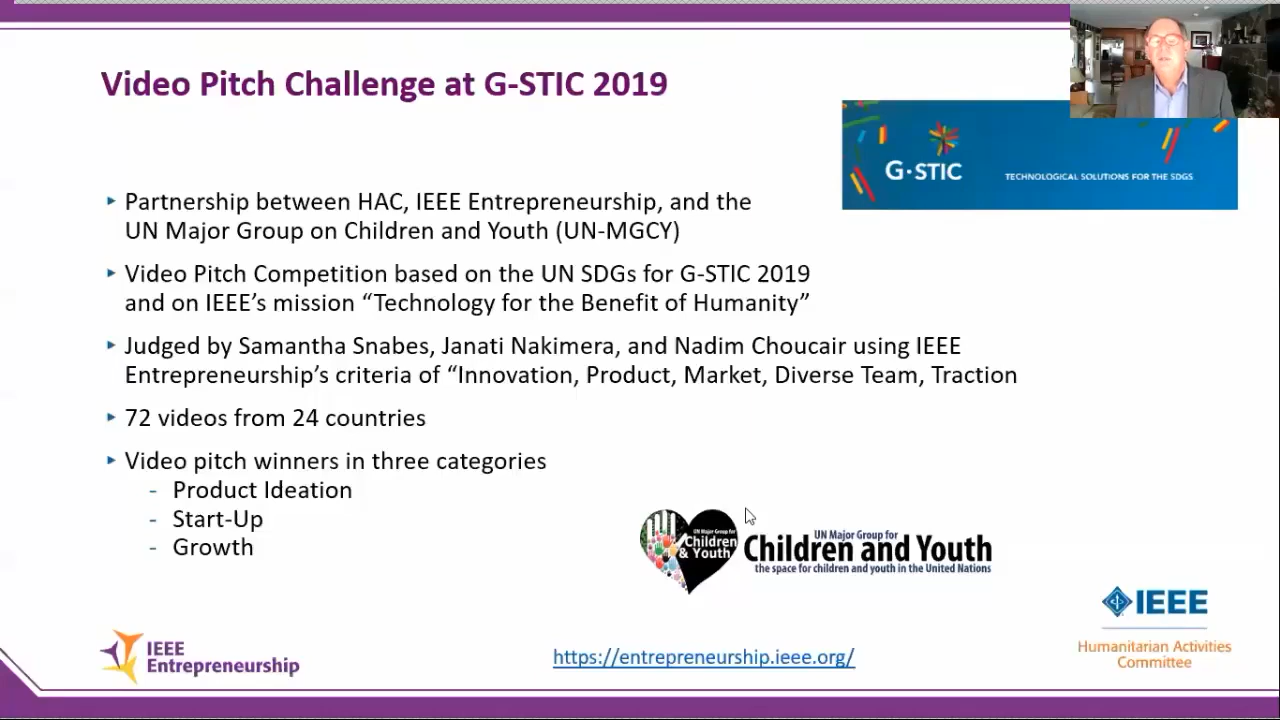 Video Pitch Challenge at G-STIC 2019
G·STIC
TECHNOLOGICAL SOLUTIONS FOR THE SDGS
Partnership between HAC, IEEE Entrepreneurship, and the
UN Major Group on Children and Youth (UN-MGCY)
Video Pitch Competition based on the UN SDGs for G-STIC 2019
and on IEEE’s mission “Technology for the Benefit of Humanity”
Judged by Samantha Snabes, Janati Nakimera, and Nadim Choucair using IEEE
Entrepreneurship’s criteria of “Innovation, Product, Market, Diverse Team, Traction
72 videos from 24 countries
Video pitch winners in three categories
- Product Ideation
- Start-Up
- Growth
UN Major Group for
Children
& Youth
UN Major Group for
Children and Youth
the space for children and youth in the United Nations
IEEE
Humanitarian Activities
Committee
IEEE
Entrepreneurship
https://entrepreneurship.ieee.org/